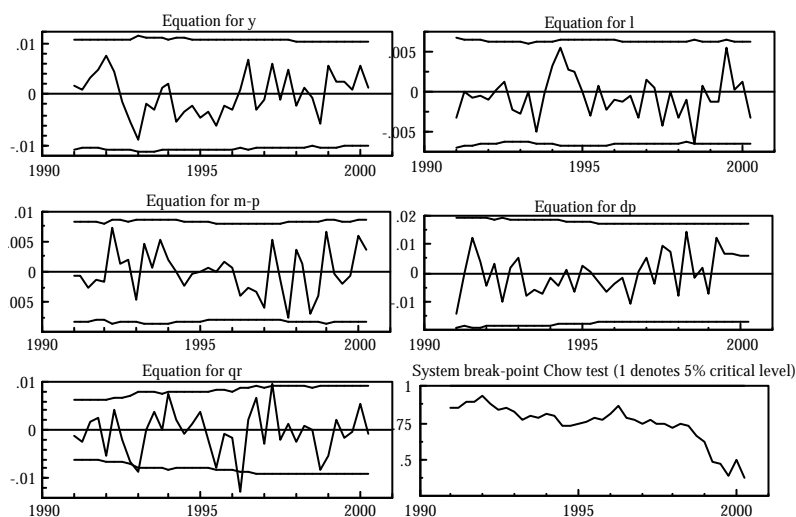 Equation for y
Equation for l
.01
0
-.01
1990 1995 2000
.005
0
-.005
1990 1995 2000
Equation for m-p
Equation for dp
.01
.005
0
005
1990 1995 2000
.02
.01
0
-.01
1990 1995 2000
Equation for qr
System break-point Chow test (1 denotes 5% critical level)
.01
0
-.01
1990 1995 2000
1
.75
.5
1990 1995 2000